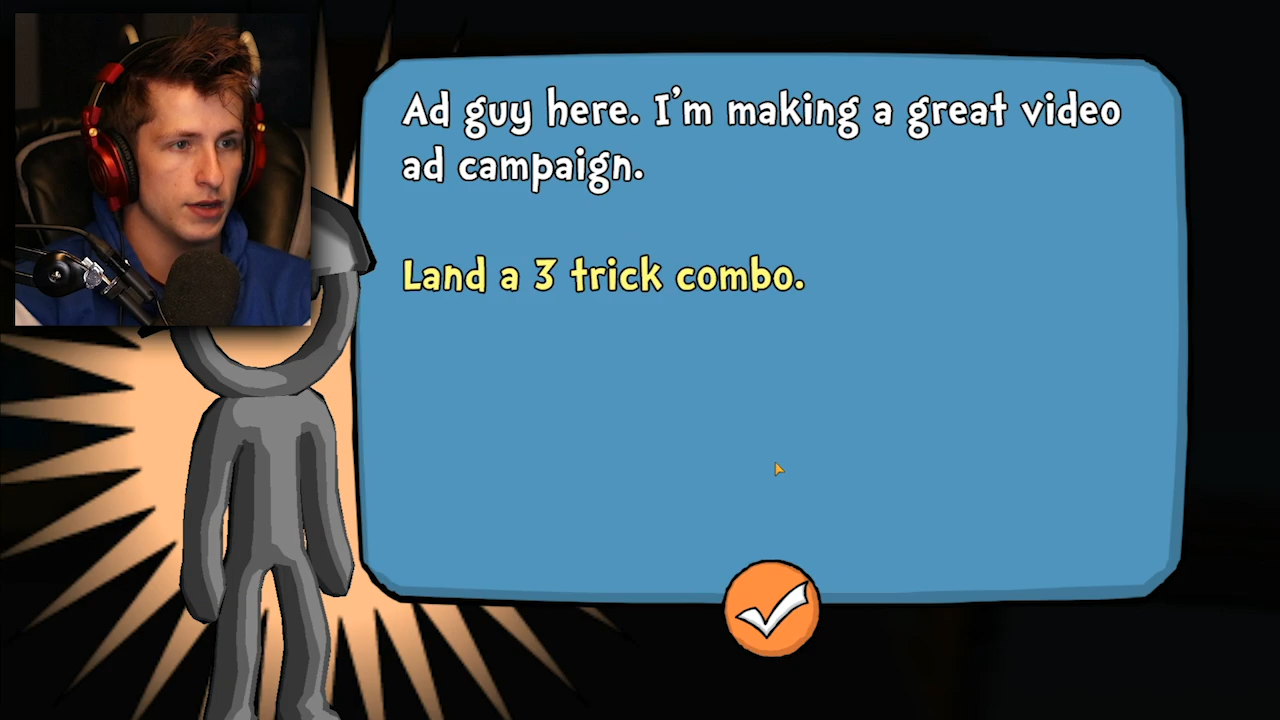 Ad guy here. I'm making a great video
ad campaign.
Land a 3 trick combo.